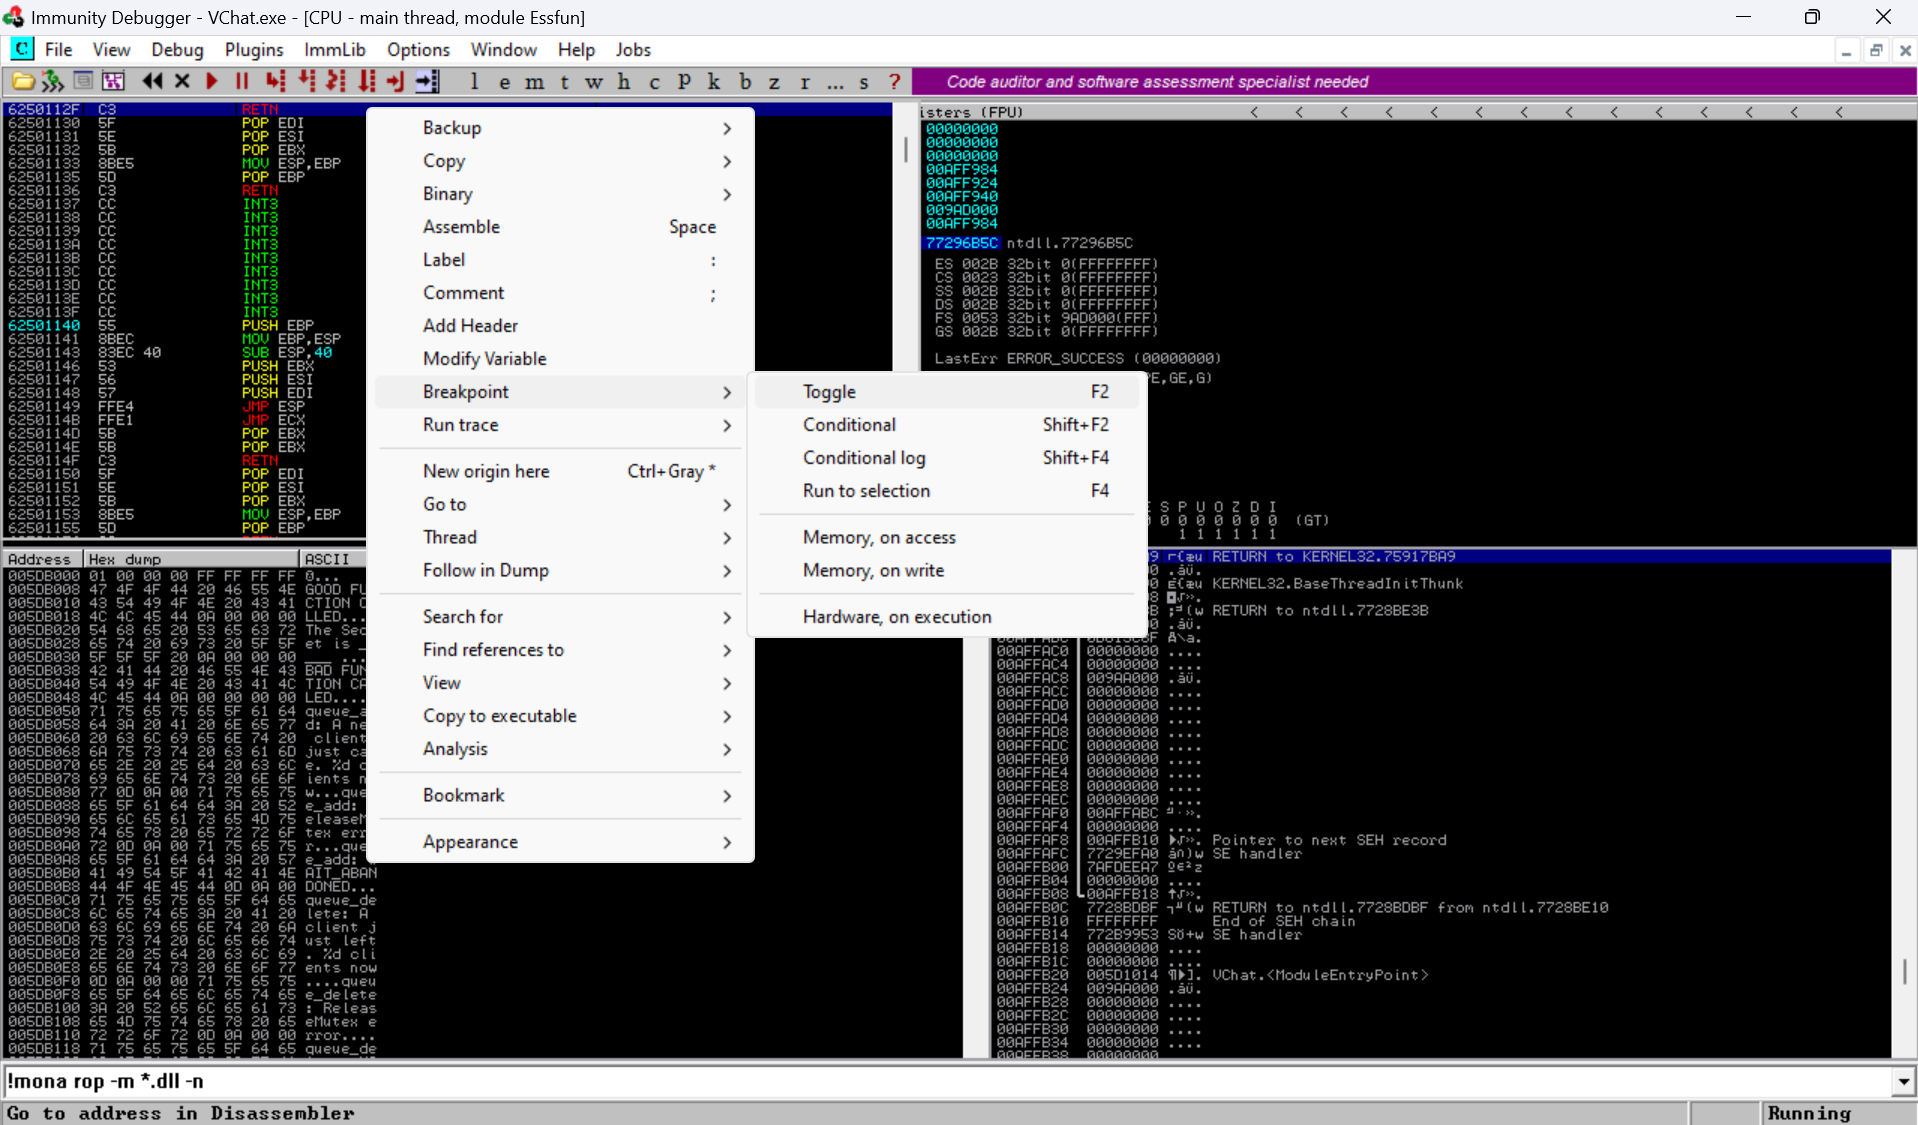 Immunity Debugger - VChat.exe - [CPU - main thread, module Essfun]
C File View Debug Plugins ImmLib Options Window Help Jobs
l e m t w h c P k b z r ... s ? Code auditor and software assessment specialist needed
6250112F C3 RETN
62501130 5F POP EDI
62501131 5E POP ESI
62501132 5B POP EBX
62501133 8BE5 MOV ESP,EBP
62501135 5D POP EBP
62501136 C3 RETN
62501137 CC INT3
62501138 CC INT3
62501139 CC INT3
6250113A CC INT3
6250113B CC INT3
6250113C CC INT3
6250113D CC INT3
6250113E CC INT3
6250113F CC INT3
62501140 55 PUSH EBP
62501141 8BEC MOV EBP,ESP
62501143 83EC 40 SUB ESP,40
62501146 53 PUSH EBX
62501147 56 PUSH ESI
62501148 57 PUSH EDI
62501149 FFE4 JMP ESP
6250114B FFE1 JMP ECX
6250114D 5B POP EBX
6250114E 5B POP EBX
6250114F C3 RETN
62501150 5F POP EDI
62501151 5E POP ESI
62501152 5B POP EBX
62501153 8BE5 MOV ESP,EBP
62501155 5D POP EBP
Backup
Copy
Binary
Assemble Space
Label :
Comment ;
Add Header
Modify Variable
Breakpoint
Run trace
New origin here Ctrl+Gray *
Go to
Thread
Follow in Dump
Search for
Find references to
View
Copy to executable
Analysis
Bookmark
Appearance
Toggle F2
Conditional Shift+F2
Conditional log Shift+F4
Run to selection F4
Memory, on access
Memory, on write
Hardware, on execution
isters (FPU) < < < < < < < < < < < < < <
00000000
00000000
00000000
00AFF984
00AFF924
00AFF940
009AD000
00AFF984
77296B5C ntdll.77296B5C
ES 002B 32bit 0(FFFFFFFF)
CS 0023 32bit 0(FFFFFFFF)
SS 002B 32bit 0(FFFFFFFF)
DS 002B 32bit 0(FFFFFFFF)
FS 0053 32bit 9AD000(FFF)
GS 002B 32bit 0(FFFFFFFF)
LastErr ERROR_SUCCESS (00000000)
PE,GE,G)
E S P U O Z D I
0 0 0 0 0 0 0 0 (GT)
1 1 1 1 1 1
Address Hex dump ASCII
005DB000 01 00 00 00 FF FF FF FF
005DB008 47 4F 4F 44 20 46 55 4E GOOD FU
005DB010 43 54 49 4F 4E 20 43 41 CTION C
005DB018 4C 4C 45 44 0A 00 00 00 LLED...
005DB020 54 68 65 20 53 65 63 72 The Sec
005DB028 65 74 20 69 73 20 5F 5F et is _
005DB030 5F 5F 5F 20 0A 00 00 00 ___ ...
005DB038 42 41 44 20 46 55 4E 43 BAD FUN
005DB040 54 49 4F 4E 20 43 41 4C TION CA
005DB048 4C 45 44 0A 00 00 00 00 LED....
005DB050 71 75 65 75 65 5F 61 64 queue_a
005DB058 64 3A 20 41 20 6E 65 77 d: A ne
005DB060 20 63 6C 69 65 6E 74 20 client
005DB068 6A 75 73 74 20 63 61 6D just ca
005DB070 65 2E 20 25 64 20 63 6C e. %d c
005DB078 69 65 6E 74 73 20 6E 6F ients n
005DB080 77 0D 0A 00 71 75 65 75 w...que
005DB088 65 5F 61 64 64 3A 20 52 e_add:
005DB090 65 6C 65 61 73 65 4D 75 eleaseM
005DB098 74 65 78 20 65 72 72 6F tex err
005DB0A0 72 0D 0A 00 71 75 65 75 r...que
005DB0A8 65 5F 61 64 64 3A 20 57 e_add:
005DB0B0 41 49 54 5F 41 42 41 4E AIT_ABAN
005DB0B8 44 4F 4E 45 44 0D 0A 00 DONED...
005DB0C0 71 75 65 75 65 5F 64 65 queue_de
005DB0C8 6C 65 74 65 3A 20 41 20 lete: A
005DB0D0 63 6C 69 65 6E 74 20 6A client j
005DB0D8 75 73 74 20 6C 65 66 74 ust left
005DB0E0 2E 20 25 64 20 63 6C 69 . %d cli
005DB0E8 65 6E 74 73 20 6E 6F 77 ents now
005DB0F0 0D 0A 00 00 71 75 65 75 ....queu
005DB0F8 65 5F 64 65 6C 65 74 65 e_delete
005DB100 3A 20 52 65 6C 65 61 73 : Releas
005DB108 65 4D 75 74 65 78 20 65 eMutex e
005DB110 72 72 6F 72 0D 0A 00 00 rror....
005DB118 71 75 65 75 65 5F 64 65 queue_de
RETURN to KERNEL32.75917BA9
KERNEL32.BaseThreadInitThunk
RETURN to ntdll.7728BE3B
00AFFAC0 00000000 ....
00AFFAC4 00000000 ....
00AFFAC8 009AA000
00AFFACC 00000000 ....
00AFFAD0 00000000 ....
00AFFAD4 00000000 ....
00AFFAD8 00000000 ....
00AFFADC 00000000 ....
00AFFAE0 00000000 ....
00AFFAE4 00000000 ....
00AFFAE8 00000000 ....
00AFFAEC 00000000 ....
00AFFAF0 00AFFABC
00AFFAF4 00000000 ....
00AFFAF8 00AFFB10 Pointer to next SEH record
00AFFAFC 7729EFA0 SE handler
00AFFB00 7AFDEEA7
00AFFB04 00000000 ....
00AFFB08 00AFFB18
00AFFB0C 7728BDBF RETURN to ntdll.7728BDBF from ntdll.7728BE10
00AFFB10 FFFFFFFF End of SEH chain
00AFFB14 772B9953 SE handler
00AFFB18 00000000 ....
00AFFB1C 00000000 ....
00AFFB20 005D1014 VChat.<ModuleEntryPoint>
00AFFB24 009AA000
00AFFB28 00000000 ....
00AFFB2C 00000000 ....
00AFFB30 00000000 ....
00AFFB34 00000000 ....
00AFFB38 00000000
!mona rop -m *.dll -n
Go to address in Disassembler Running